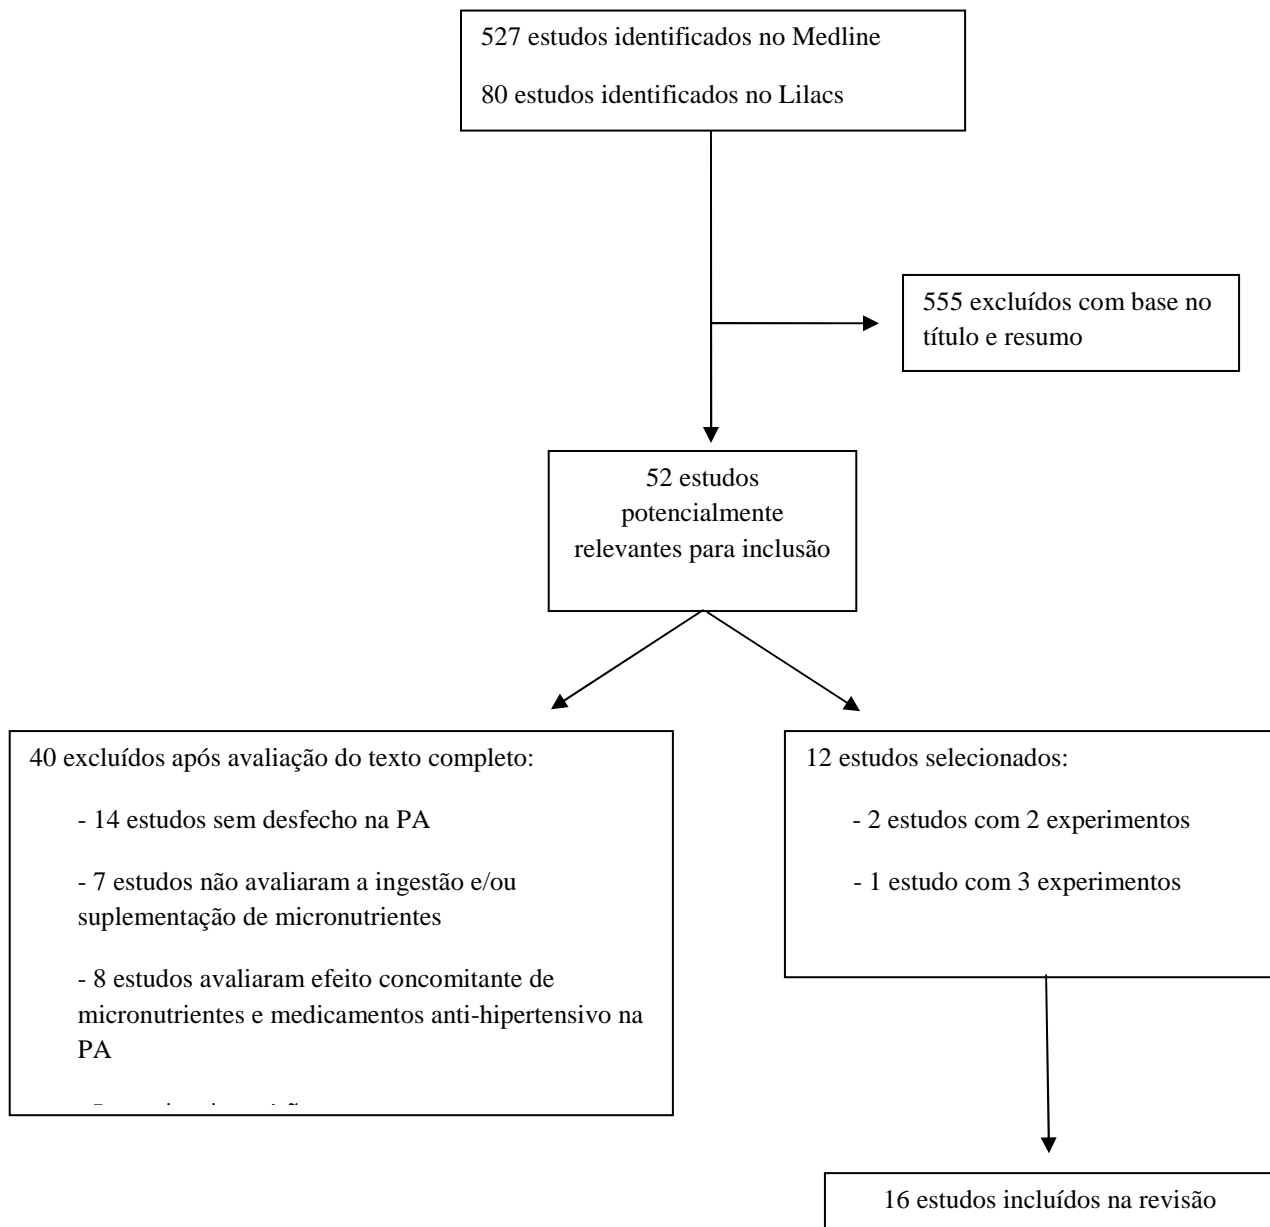 527 estudos identificados no Medline
80 estudos identificados no Lilacs
555 excluídos com base no
título e resumo
52 estudos
potencialmente
relevantes para inclusão
40 excluídos após avaliação do texto completo:
- 14 estudos sem desfecho na PA
- 7 estudos não avaliaram a ingestão e/ou
suplementação de micronutrientes
- 8 estudos avaliaram efeito concomitante de
micronutrientes e medicamentos anti-hipertensivo na
PA
12 estudos selecionados:
- 2 estudos com 2 experimentos
- 1 estudo com 3 experimentos
16 estudos incluídos na revisão